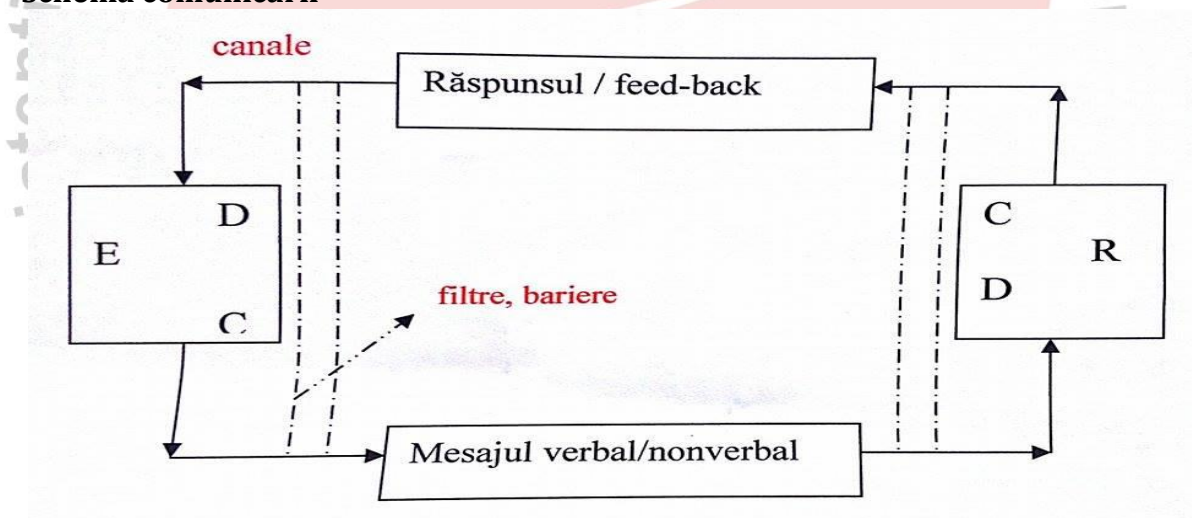 canale
Răspunsul / feed-back
D
E
C
filtre, bariere
C
R
D
Mesajul verbal/nonverbal